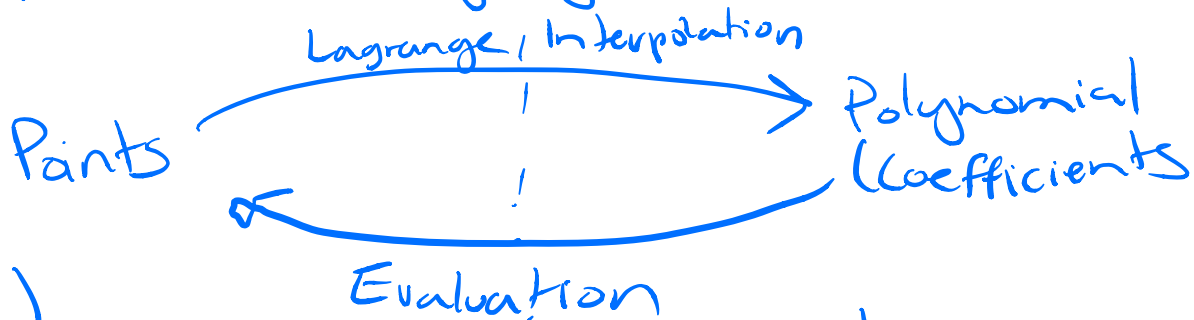 Lagrange, Interpolation
Points
Polynomial
(Coefficients
Evaluation